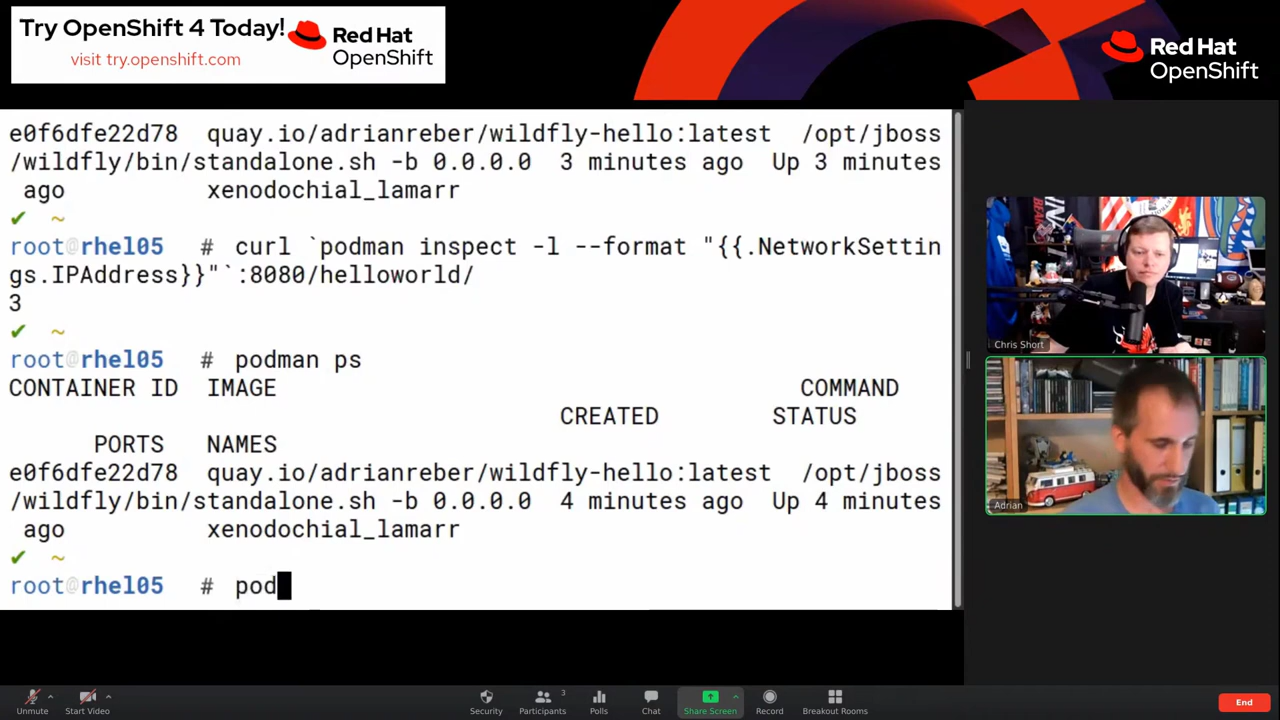 Try OpenShift 4 Today!
visit try.openshift.com
Red Hat
OpenShift
Red Hat
OpenShift
e0f6dfe22d78  quay.io/adrianreber/wildfly-hello:latest  /opt/jboss
/wildfly/bin/standalone.sh -b 0.0.0.0  3 minutes ago  Up 3 minutes
ago          xenodochial_lamarr
✔ ~
root@rhel05  # curl `podman inspect -l --format "{{.NetworkSettin
gs.IPAddress}}"`:8080/helloworld/
3
✔ ~
root@rhel05  # podman ps
CONTAINER ID  IMAGE                                     COMMAND
CREATED        STATUS
PORTS   NAMES
e0f6dfe22d78  quay.io/adrianreber/wildfly-hello:latest  /opt/jboss
/wildfly/bin/standalone.sh -b 0.0.0.0  4 minutes ago  Up 4 minutes
ago          xenodochial_lamarr
✔ ~
root@rhel05  # pod
Chris Short
Adrian
Unmute
Start Video
Security
Participants
3
Polls
Chat
Share Screen
Record
Breakout Rooms
End